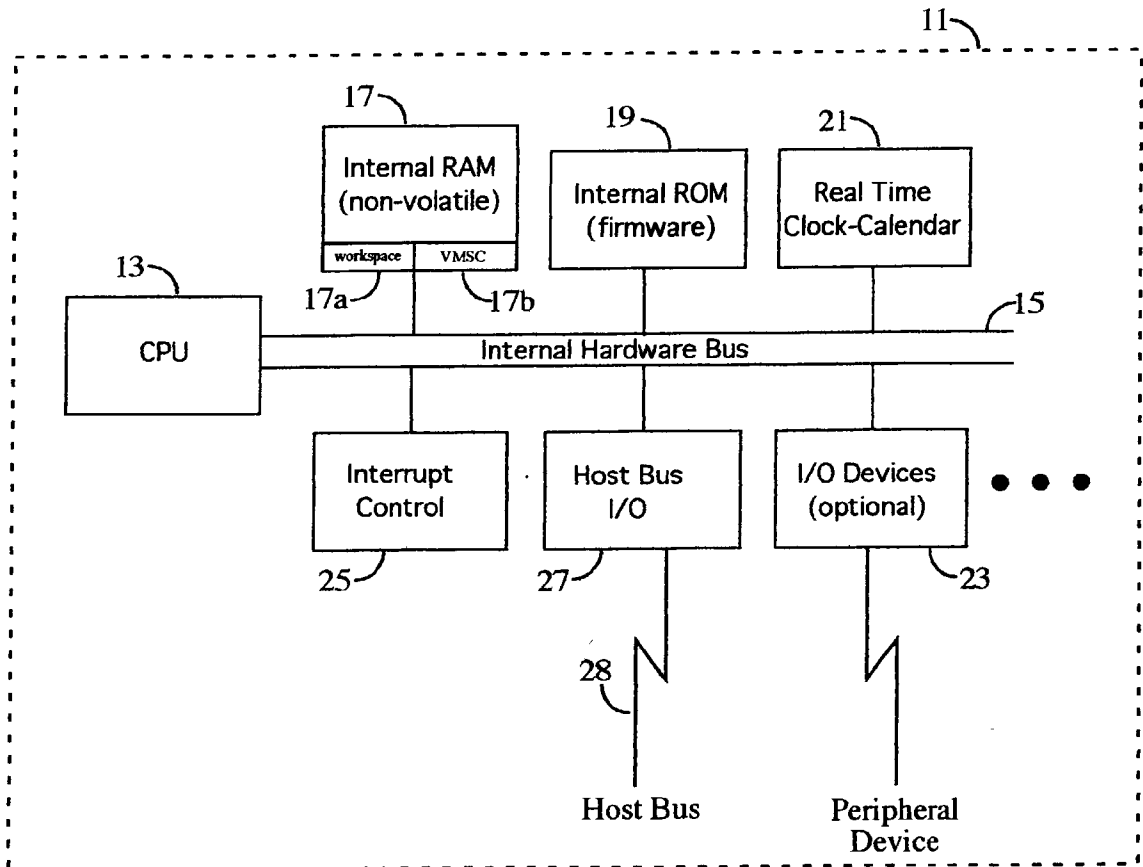 11
17
Internal RAM
(non-volatile)
workspace
VMSC
17a
17b
19
Internal ROM
(firmware)
21
Real Time
Clock-Calendar
13
CPU
15
Internal Hardware Bus
Interrupt
Control
25
Host Bus
I/O
27
I/O Devices
(optional)
23
28
Host Bus
Peripheral
Device